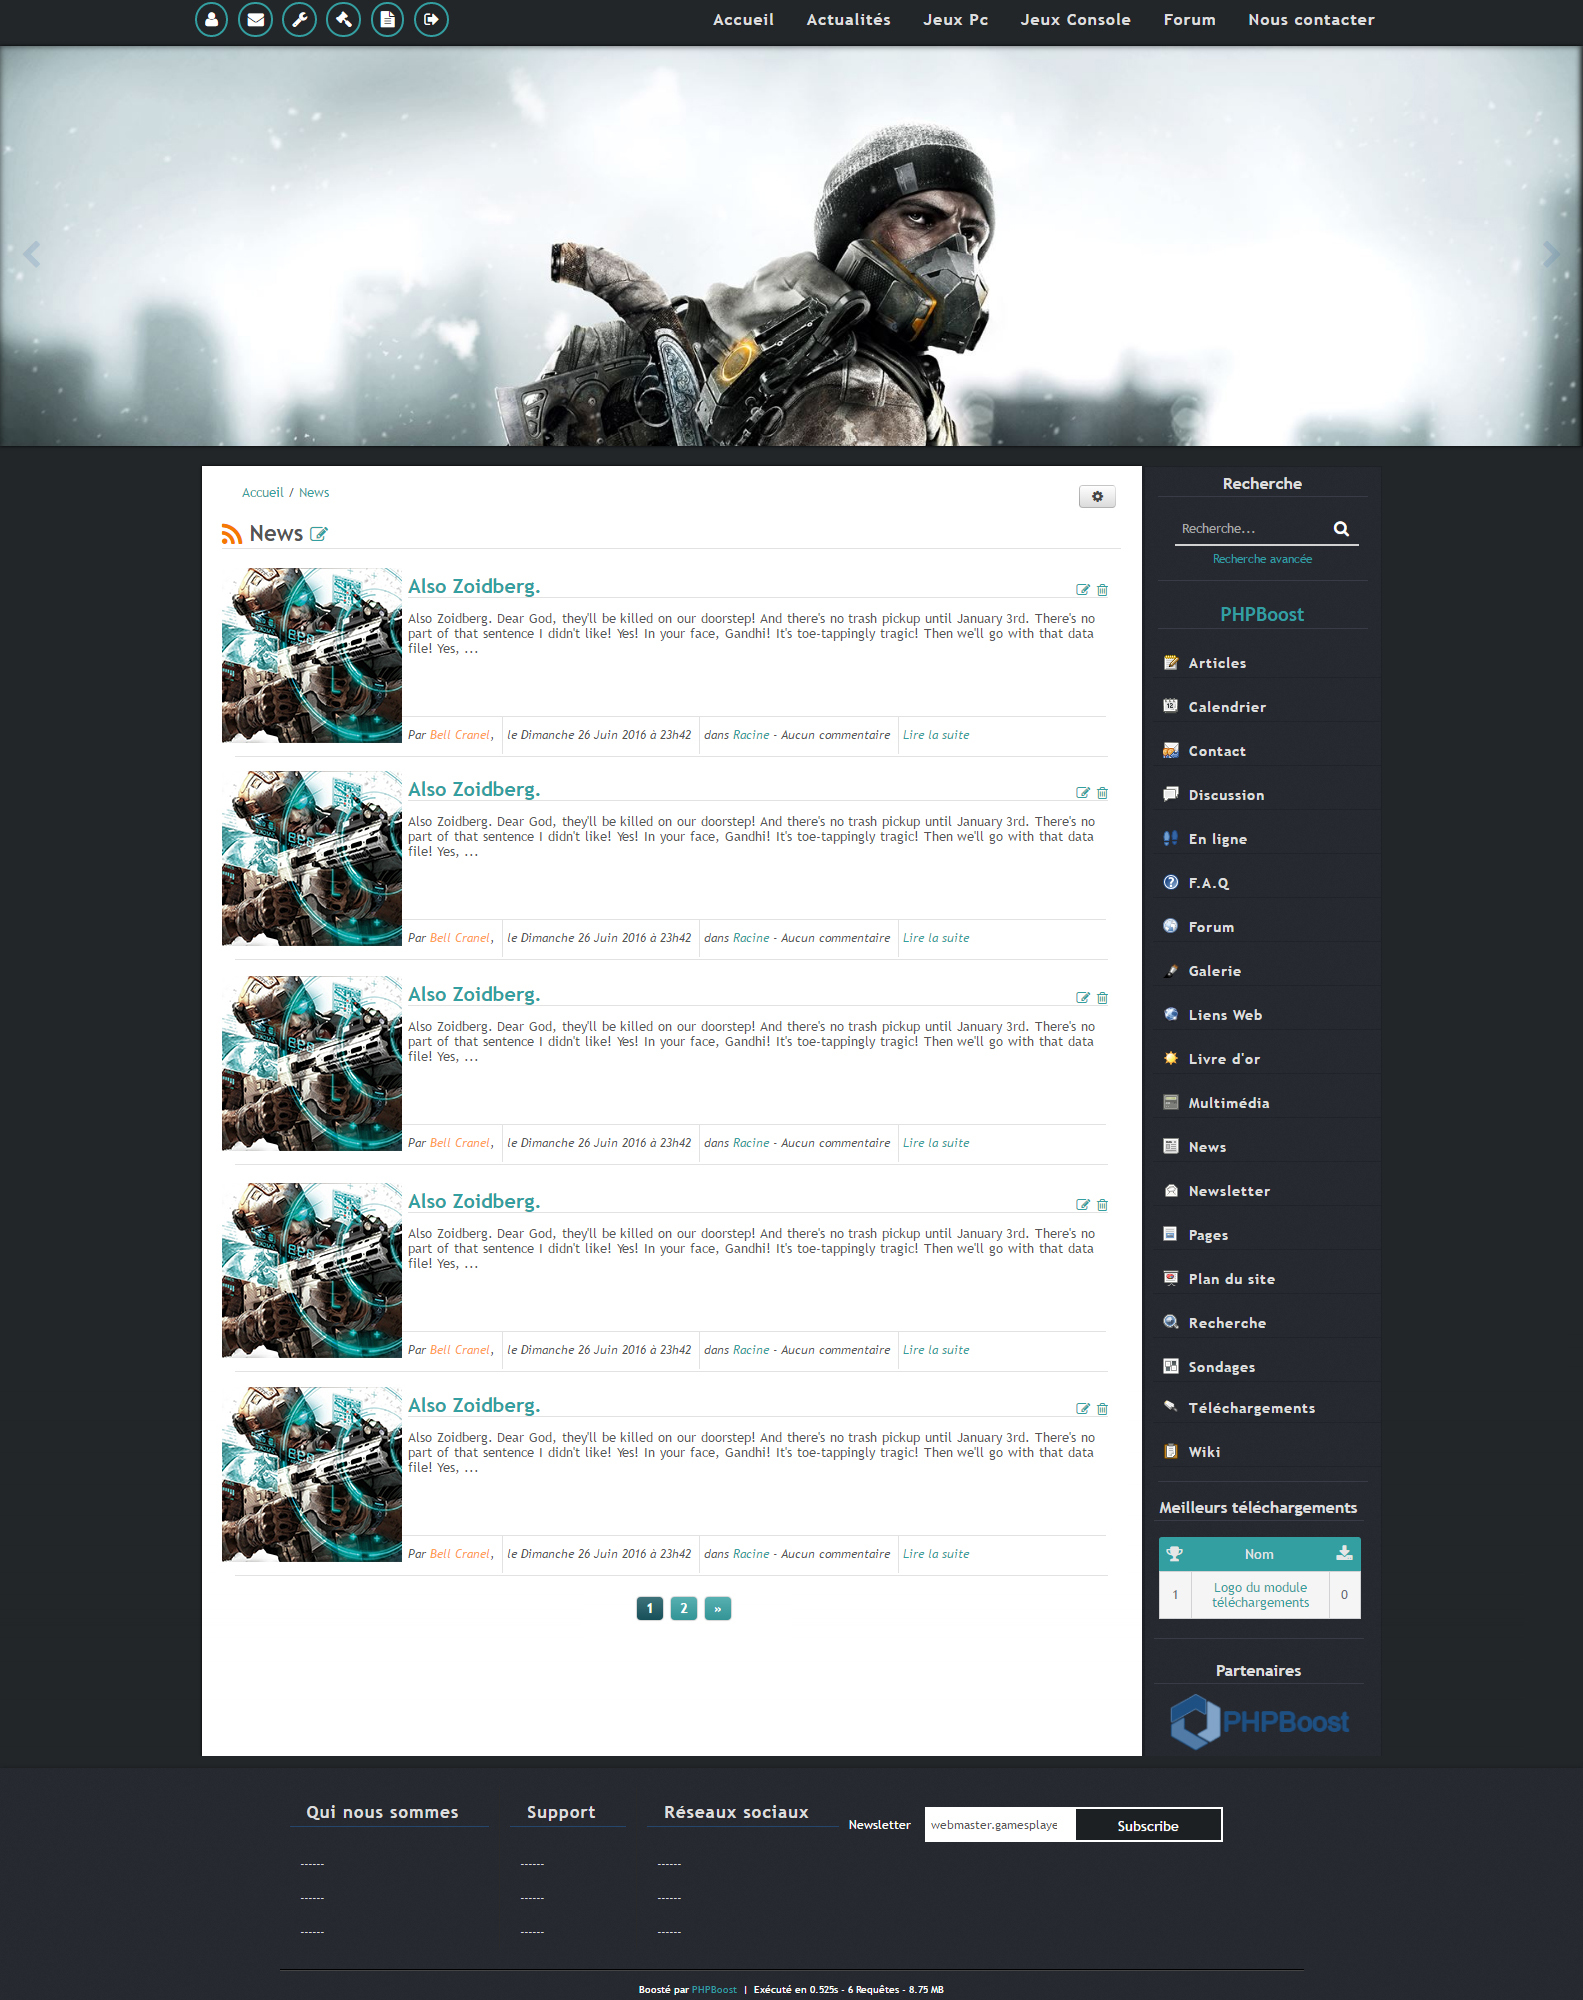 Accueil Actualités Jeux Pc Jeux Console Forum Nous contacter
Accueil / News
News
Also Zoidberg.
Also Zoidberg. Dear God, they'll be killed on our doorstep! And there's no trash pickup until January 3rd. There's no
part of that sentence I didn't like! Yes! In your face, Gandhi! It's toe-tappingly tragic! Then we'll go with that data
file! Yes, ...
Par Bell Cranel, le Dimanche 26 Juin 2016 à 23h42 dans Racine - Aucun commentaire Lire la suite
Also Zoidberg.
Also Zoidberg. Dear God, they'll be killed on our doorstep! And there's no trash pickup until January 3rd. There's no
part of that sentence I didn't like! Yes! In your face, Gandhi! It's toe-tappingly tragic! Then we'll go with that data
file! Yes, ...
Par Bell Cranel, le Dimanche 26 Juin 2016 à 23h42 dans Racine - Aucun commentaire Lire la suite
Also Zoidberg.
Also Zoidberg. Dear God, they'll be killed on our doorstep! And there's no trash pickup until January 3rd. There's no
part of that sentence I didn't like! Yes! In your face, Gandhi! It's toe-tappingly tragic! Then we'll go with that data
file! Yes, ...
Par Bell Cranel, le Dimanche 26 Juin 2016 à 23h42 dans Racine - Aucun commentaire Lire la suite
Also Zoidberg.
Also Zoidberg. Dear God, they'll be killed on our doorstep! And there's no trash pickup until January 3rd. There's no
part of that sentence I didn't like! Yes! In your face, Gandhi! It's toe-tappingly tragic! Then we'll go with that data
file! Yes, ...
Par Bell Cranel, le Dimanche 26 Juin 2016 à 23h42 dans Racine - Aucun commentaire Lire la suite
Also Zoidberg.
Also Zoidberg. Dear God, they'll be killed on our doorstep! And there's no trash pickup until January 3rd. There's no
part of that sentence I didn't like! Yes! In your face, Gandhi! It's toe-tappingly tragic! Then we'll go with that data
file! Yes, ...
Par Bell Cranel, le Dimanche 26 Juin 2016 à 23h42 dans Racine - Aucun commentaire Lire la suite
1 2 »
Recherche
Recherche...
Recherche avancée
PHPBoost
Articles
Calendrier
Contact
Discussion
En ligne
F.A.Q
Forum
Galerie
Liens Web
Livre d'or
Multimédia
News
Newsletter
Pages
Plan du site
Recherche
Sondages
Téléchargements
Wiki
Meilleurs téléchargements
Nom
1 Logo du module 0
téléchargements
Partenaires
PHPBoost
Qui nous sommes Support Réseaux sociaux
Newsletter webmaster.gamesplaye Subscribe
------ ------ ------
------ ------ ------
------ ------ ------
Boosté par PHPBoost | Exécuté en 0.525s - 6 Requêtes - 8.75 MB